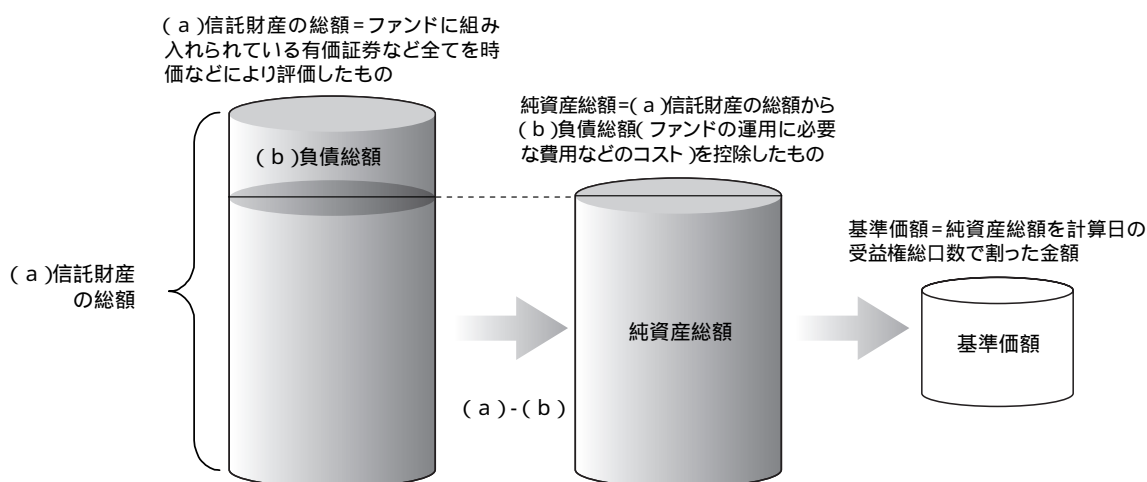 (a)信託財産の総額=ファンドに組み
入れられている有価証券など全てを時
価などにより評価したもの
(b)負債総額
(a)信託財産
の総額
純資産総額=(a)信託財産の総額から
(b)負債総額(ファンドの運用に必要
な費用などのコスト)を控除したもの
純資産総額
(a)-(b)
基準価額=純資産総額を計算日の
受益権総口数で割った金額
基準価額